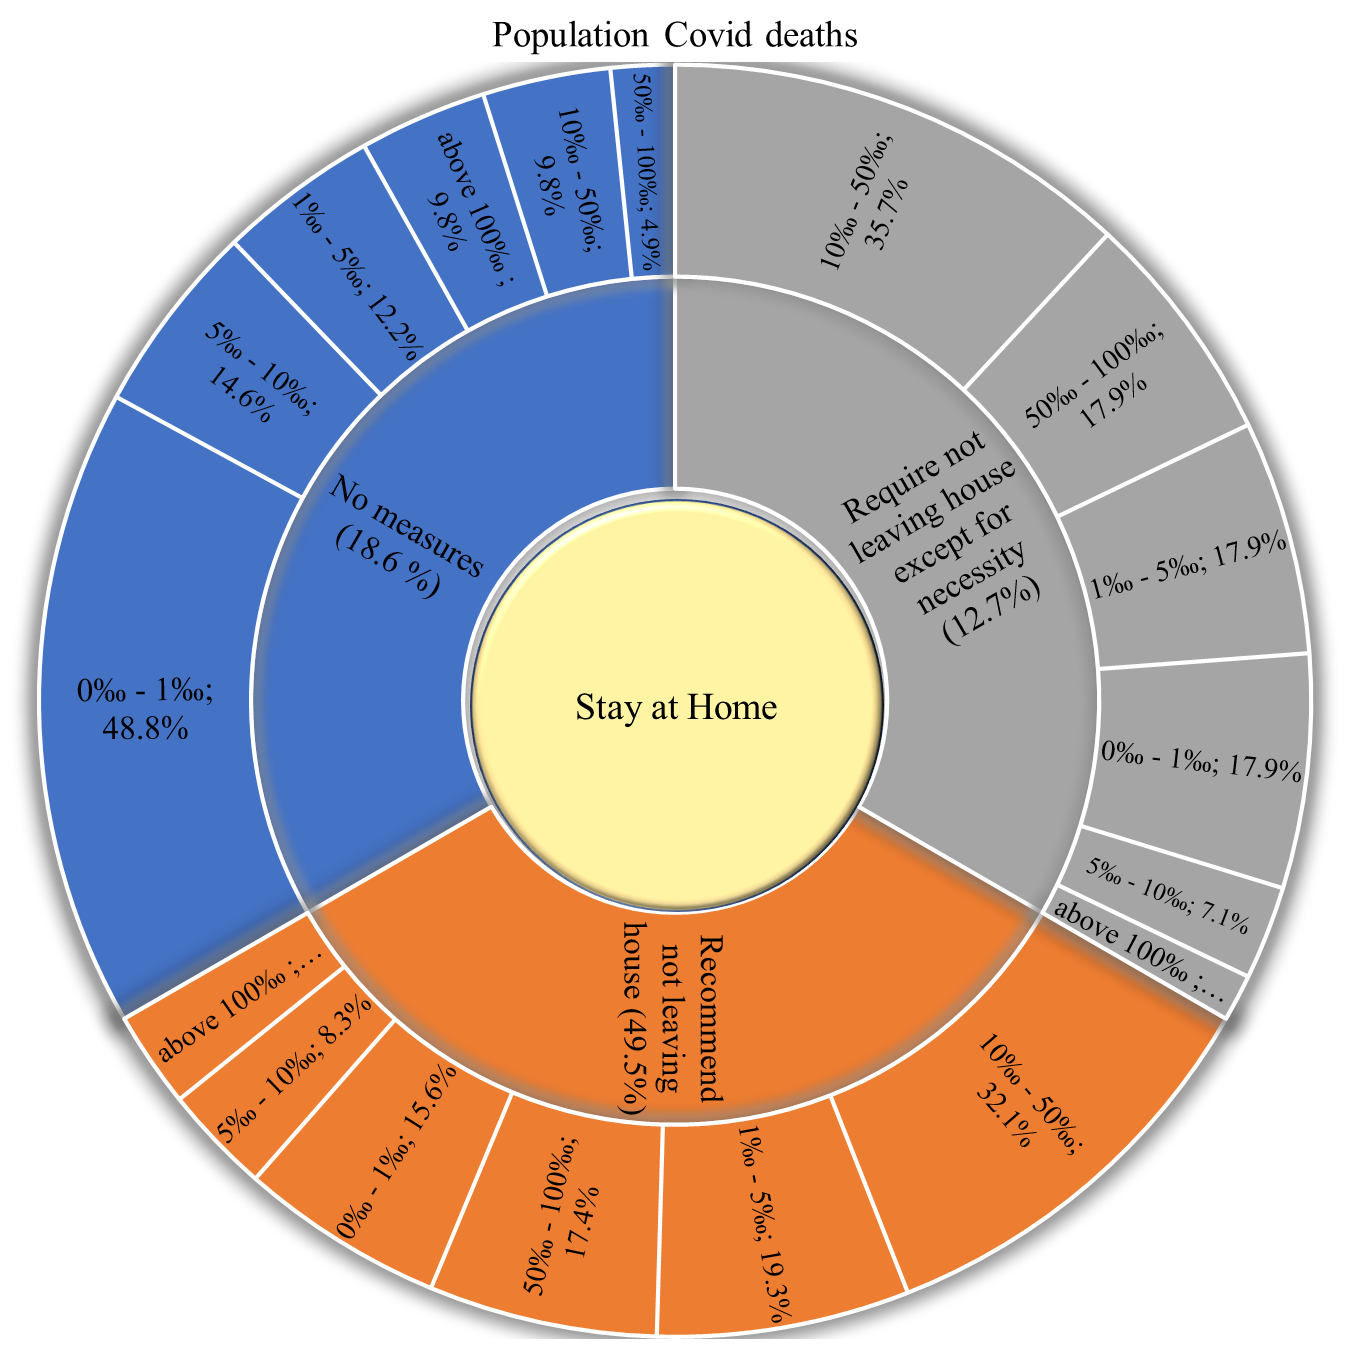 Population Covid deaths
10‰ - 50‰;
35.7%
50‰ - 100‰;
17.9%
1‰ - 5‰; 17.9%
0‰ - 1‰; 17.9%
5‰ - 10‰; 7.1%
above 100‰ ;...
Require not
leaving house
except for
necessity
(12.7%)
10‰ - 50‰;
32.1%
1‰ - 5‰; 19.3%
50‰ - 100‰;
17.4%
0‰ - 1‰; 15.6%
5‰ - 10‰; 8.3%
above 100‰ ;...
Recommend
not leaving
house (49.5%)
0‰ - 1‰;
48.8%
5‰ - 10‰;
14.6%
1‰ - 5‰; 12.2%
above 100‰ ;
9.8%
10‰ - 50‰;
9.8%
50‰ - 100‰; 4.9%
No measures
(18.6 %)
Stay at Home